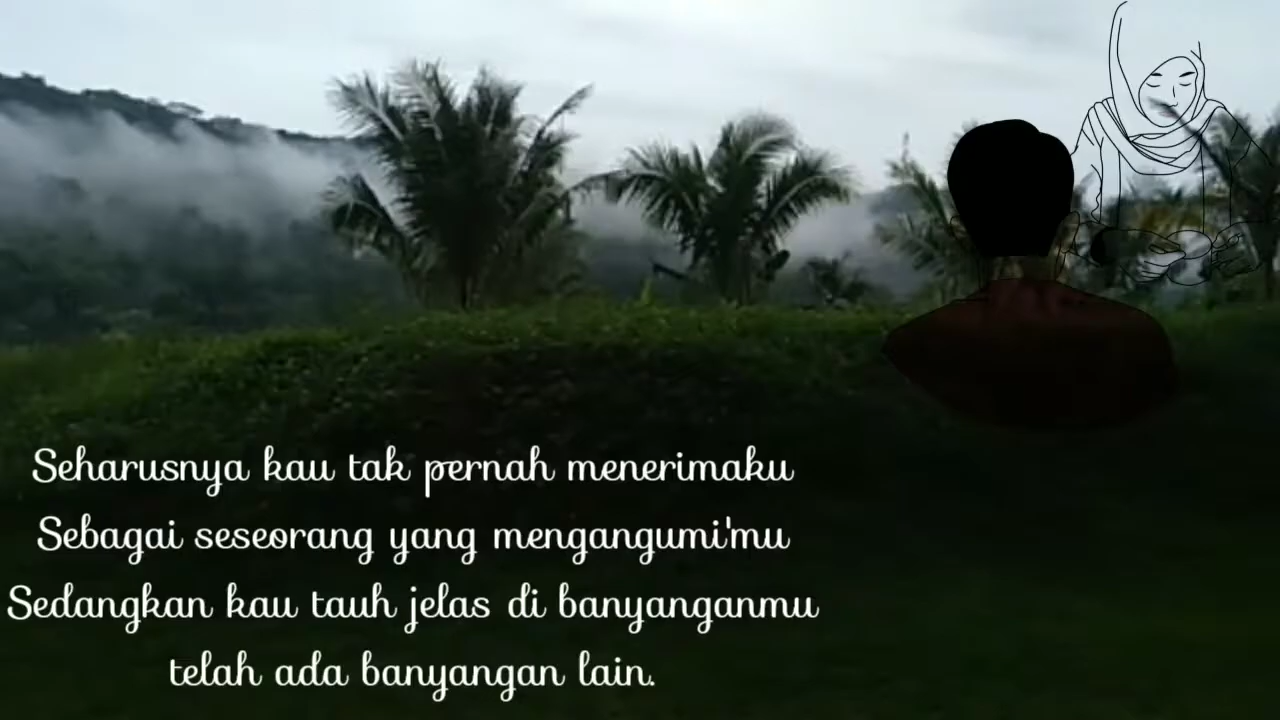 Seharusnya kau tak pernah menerimaku
Sebagai seseorang yang mengangumi'mu
Sedangkan kau tauh jelas di banyanganmu
telah ada banyangan lain.